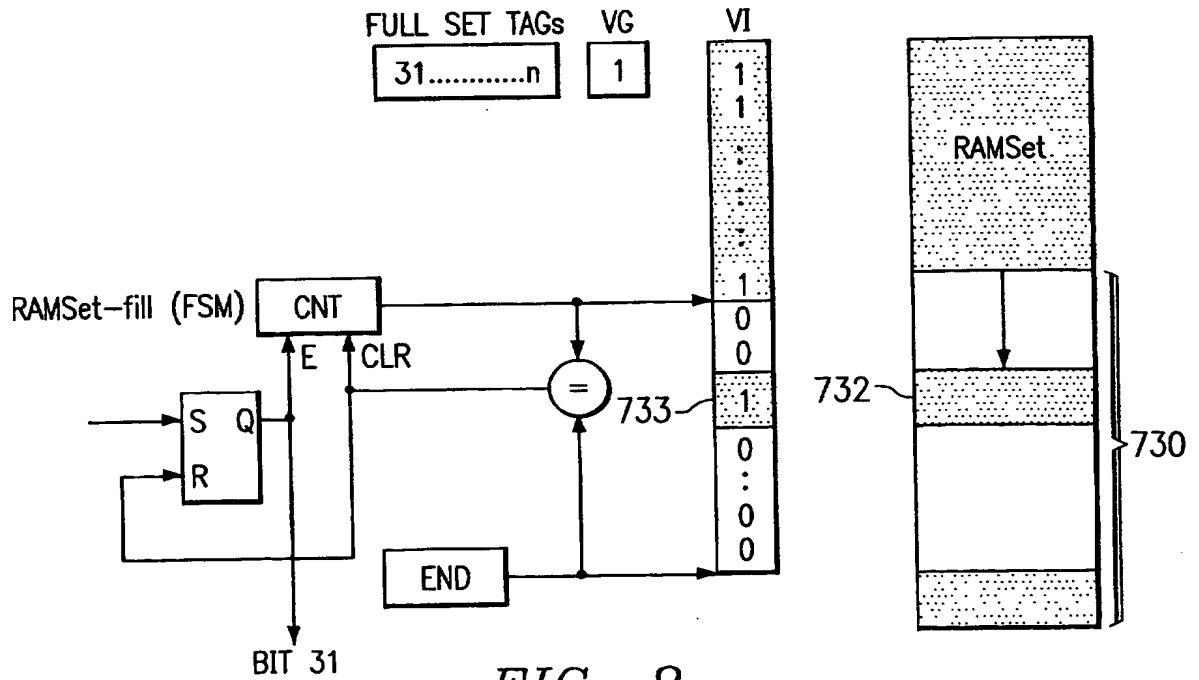 FULL SET TAGs
VG
VI
31............n
1
1
1
.
.
.
.
1
0
0
1
0
:
0
0
RAMSet
RAMSet-fill (FSM)
CNT
E
CLR
=
733
732
730
S Q
R
END
BIT 31